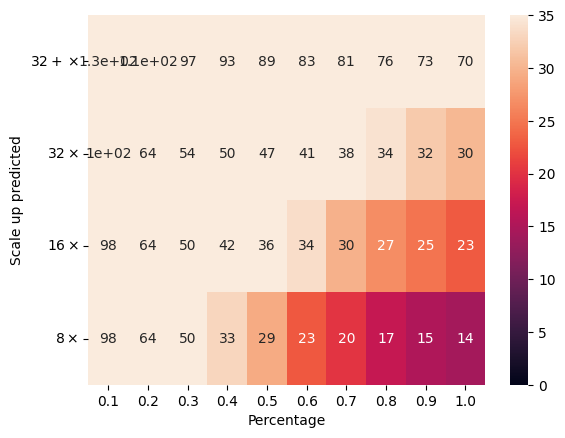 32 + × 1.3e+02 1.1e+02 97 93 89 83 81 76 73 70
32 × 1e+02 64 54 50 47 41 38 34 32 30
16 × 98 64 50 42 36 34 30 27 25 23
8 × 98 64 50 33 29 23 20 17 15 14
0.1 0.2 0.3 0.4 0.5 0.6 0.7 0.8 0.9 1.0
Percentage
Scale up predicted
35
30
25
20
15
10
5
0